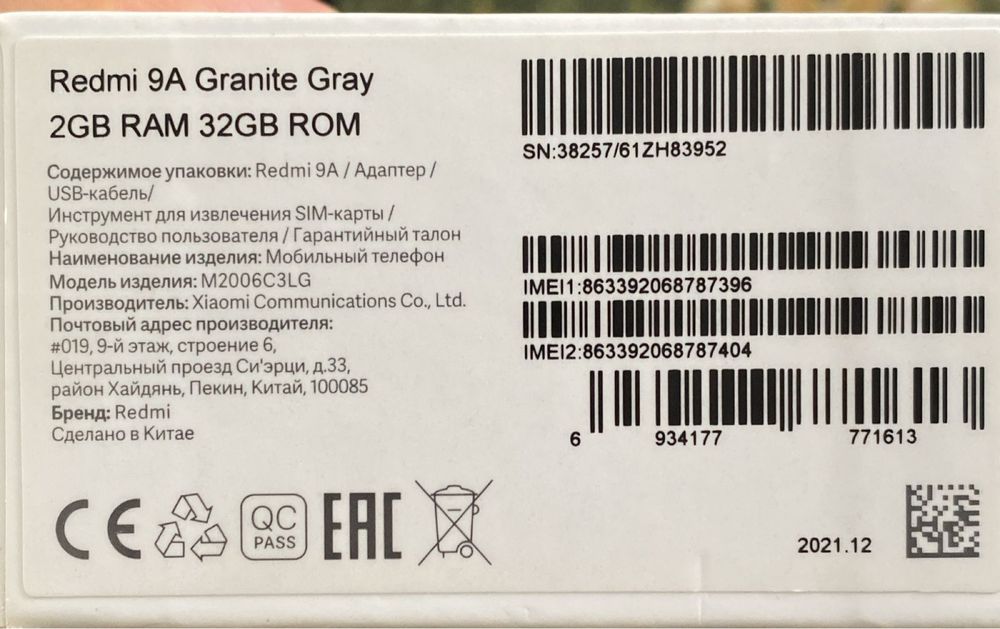 Redmi 9A Granite Gray
2GB RAM 32GB ROM
Содержимое упаковки: Redmi 9A / Адаптер /
USB-кабель/
Инструмент для извлечения SIM-карты /
Руководство пользователя / Гарантийный талон
Наименование изделия: Мобильный телефон
Модель изделия: M2006C3LG
Производитель: Xiaomi Communications Co., Ltd.
Почтовый адрес производителя:
#019, 9-й этаж, строение 6,
Центральный проезд Си'эрци, д.33,
район Хайдянь, Пекин, Китай, 100085
Бренд: Redmi
Сделано в Китае
CE
QC
PASS
EAC
SN:38257/61ZH83952
IMEI1:863392068787396
IMEI2:863392068787404
6 934177 771613
2021.12